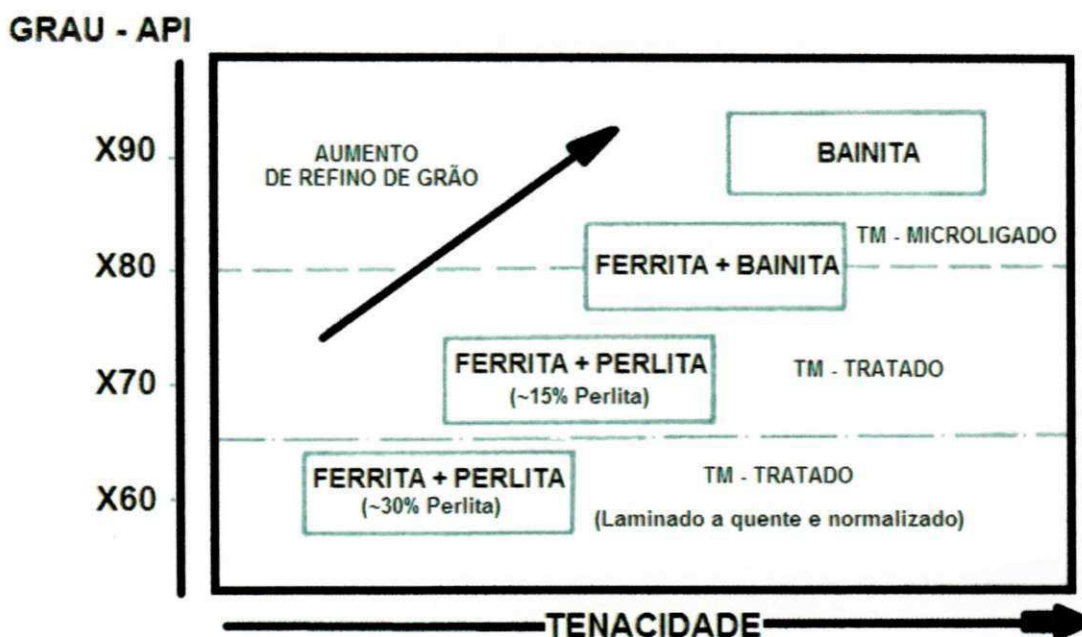 GRAU - API
X90
AUMENTO
DE REFINO DE GRÃO
BAINITA
TM - MICROLIGADO
X80
FERRITA + BAINITA
X70
FERRITA + PERLITA
(~15% Perlita)
TM - TRATADO
X60
FERRITA + PERLITA
(~30% Perlita)
TM - TRATADO
(Laminado a quente e normalizado)
TENACIDADE